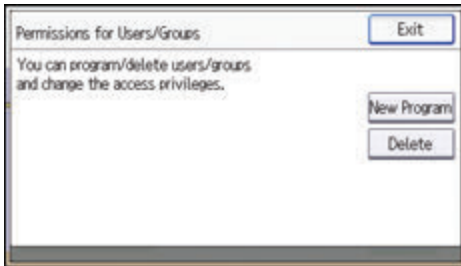 Permissions for Users/Groups
Exit
You can program/delete users/groups
and change the access privileges.
New Program
Delete